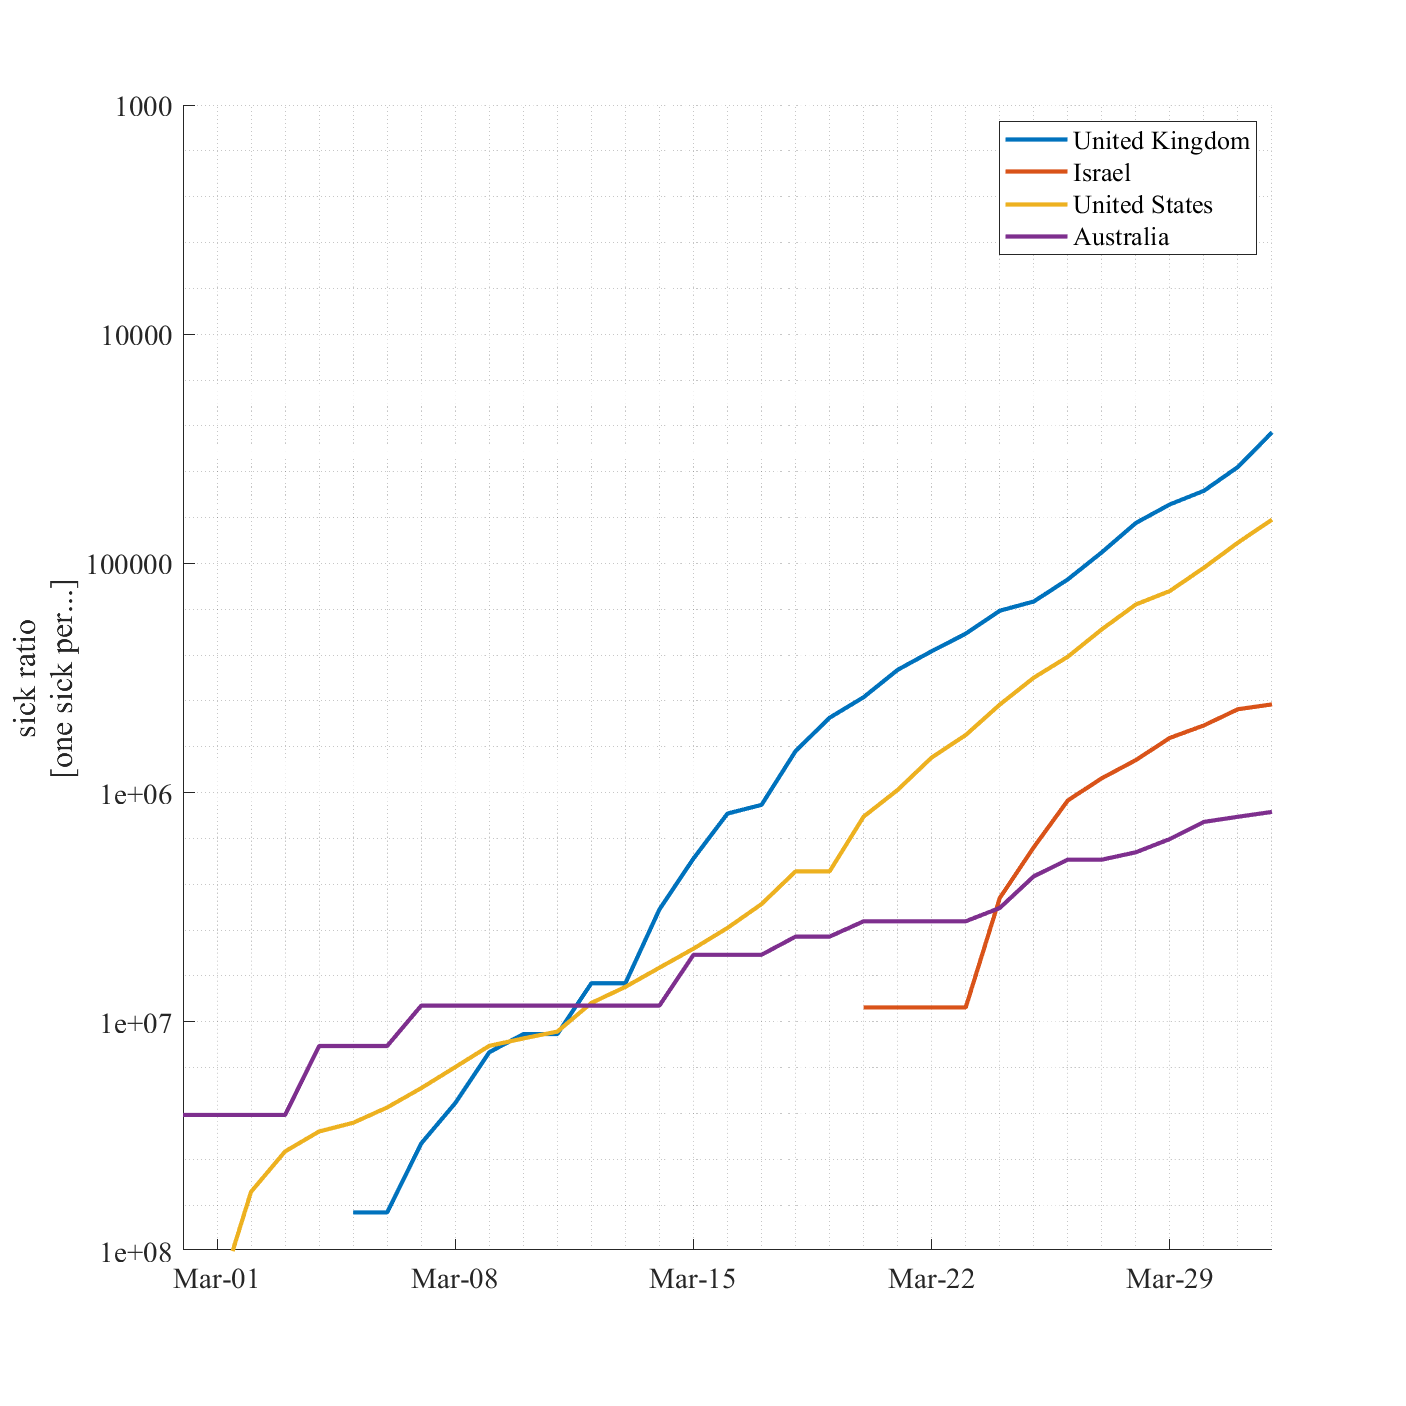 1000
10000
100000
1e+06
1e+07
1e+08
sick ratio
[one sick per...]
United Kingdom
Israel
United States
Australia
Mar-01 Mar-08 Mar-15 Mar-22 Mar-29